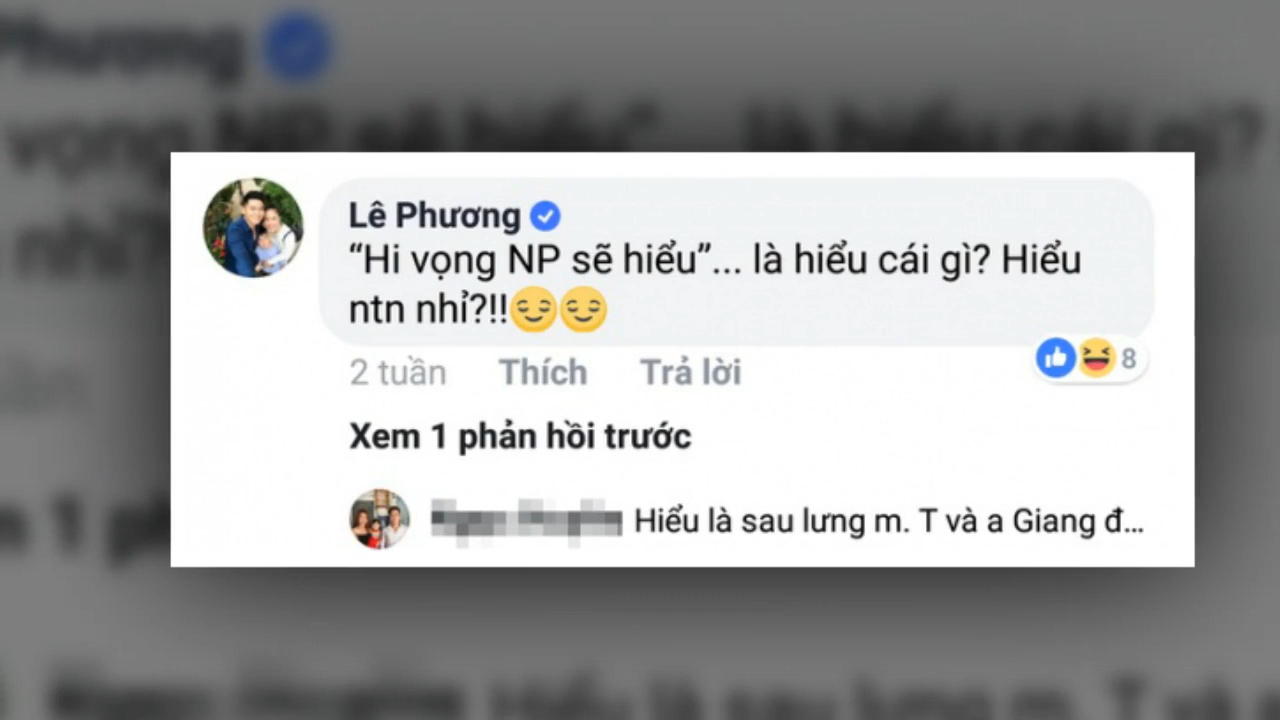 Lê Phương
“Hi vọng NP sẽ hiểu”... là hiểu cái gì? Hiểu
ntn nhỉ?!!😌😌
2 tuần Thích Trả lời 8
Xem 1 phản hồi trước
Hiểu là sau lưng m. T và a Giang đ...